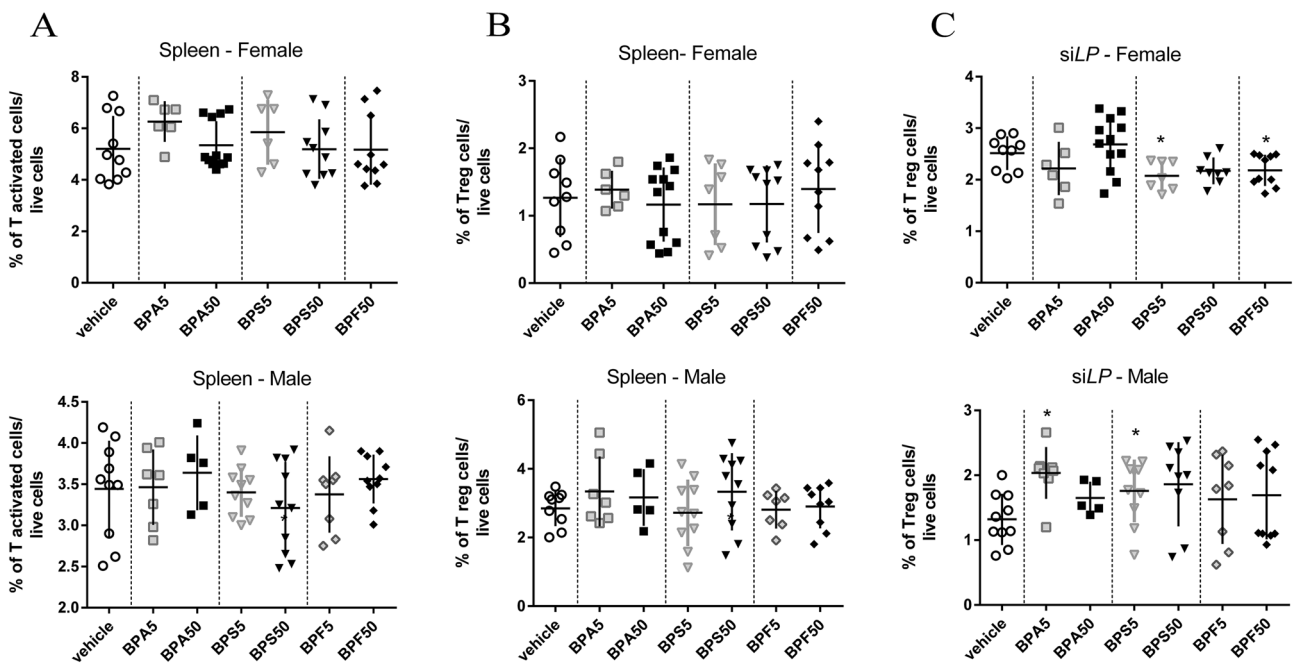 A
Spleen - Female
% of T activated cells/
live cells
8
6
4
2
0
vehicle
BPA5
BPA50
BPS5
BPS50
BPF50
B
Spleen- Female
% of Treg cells/
live cells
3
2
1
0
vehicle
BPA5
BPA50
BPS5
BPS50
BPF50
C
siLP - Female
% of T reg cells/
live cells
4
3
2
1
0
*
*
vehicle
BPA5
BPA50
BPS5
BPS50
BPF50
Spleen - Male
% of T activated cells/
live cells
4.5
4.0
3.5
3.0
2.5
2.0
*
vehicle
BPA5
BPA50
BPS5
BPS50
BPF5
BPF50
Spleen - Male
% of T reg cells/
live cells
6
4
2
0
*
vehicle
BPA5
BPA50
BPS5
BPS50
BPF5
BPF50
siLP - Male
% of Treg cells/
live cells
3
2
1
0
*
*
vehicle
BPA5
BPA50
BPS5
BPS50
BPF5
BPF50